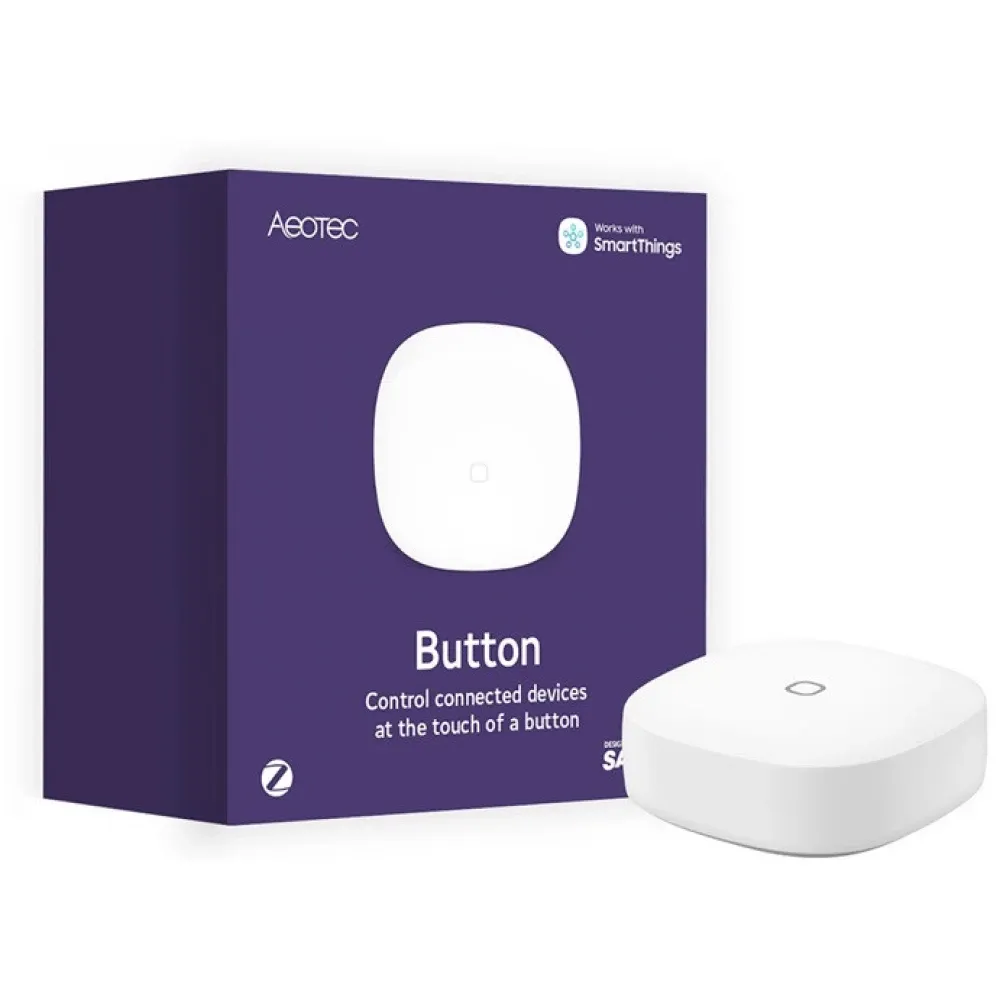 AEOTEC
Works with
SmartThings
Button
Control connected devices
at the touch of a button